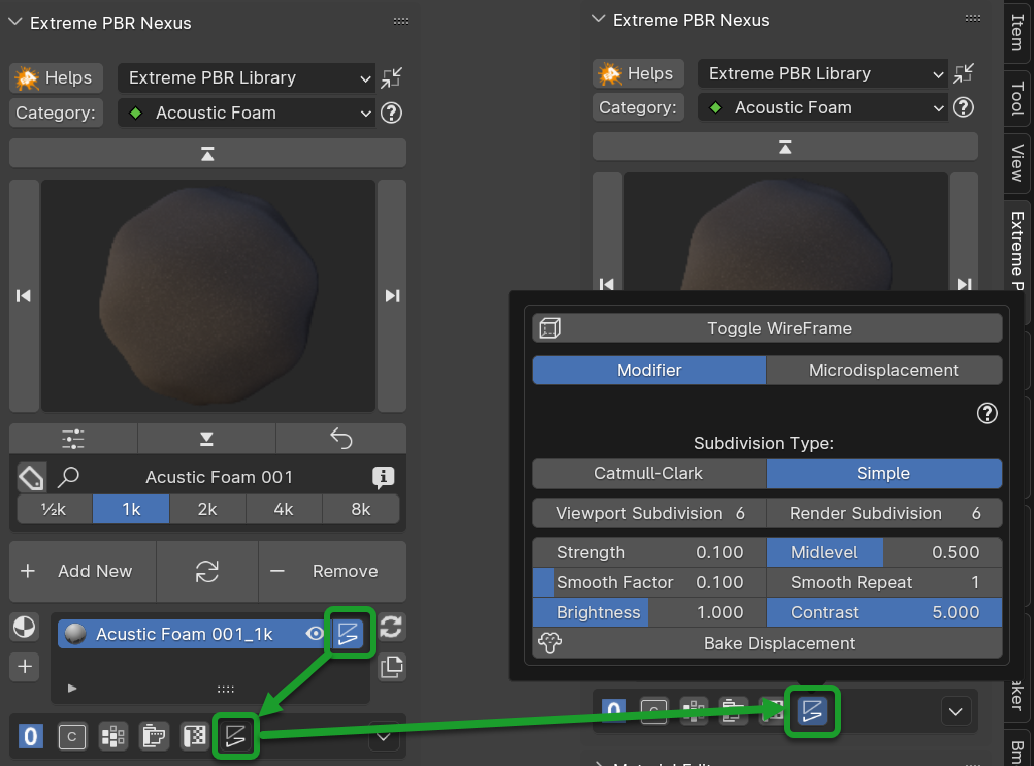 Extreme PBR Nexus
Helps
Extreme PBR Library
Category:
Acoustic Foam
Acustic Foam 001
½k 1k 2k 4k 8k
+ Add New
— Remove
Acustic Foam 001_1k
0 C
Extreme PBR Nexus
Helps
Extreme PBR Library
Category:
Acoustic Foam
Toggle WireFrame
Modifier Microdisplacement
Subdivision Type:
Catmull-Clark Simple
Viewport Subdivision 6 Render Subdivision 6
Strength 0.100 Midlevel 0.500
Smooth Factor 0.100 Smooth Repeat 1
Brightness 1.000 Contrast 5.000
Bake Displacement
Item
Tool
View
Extreme P
aker
Bm